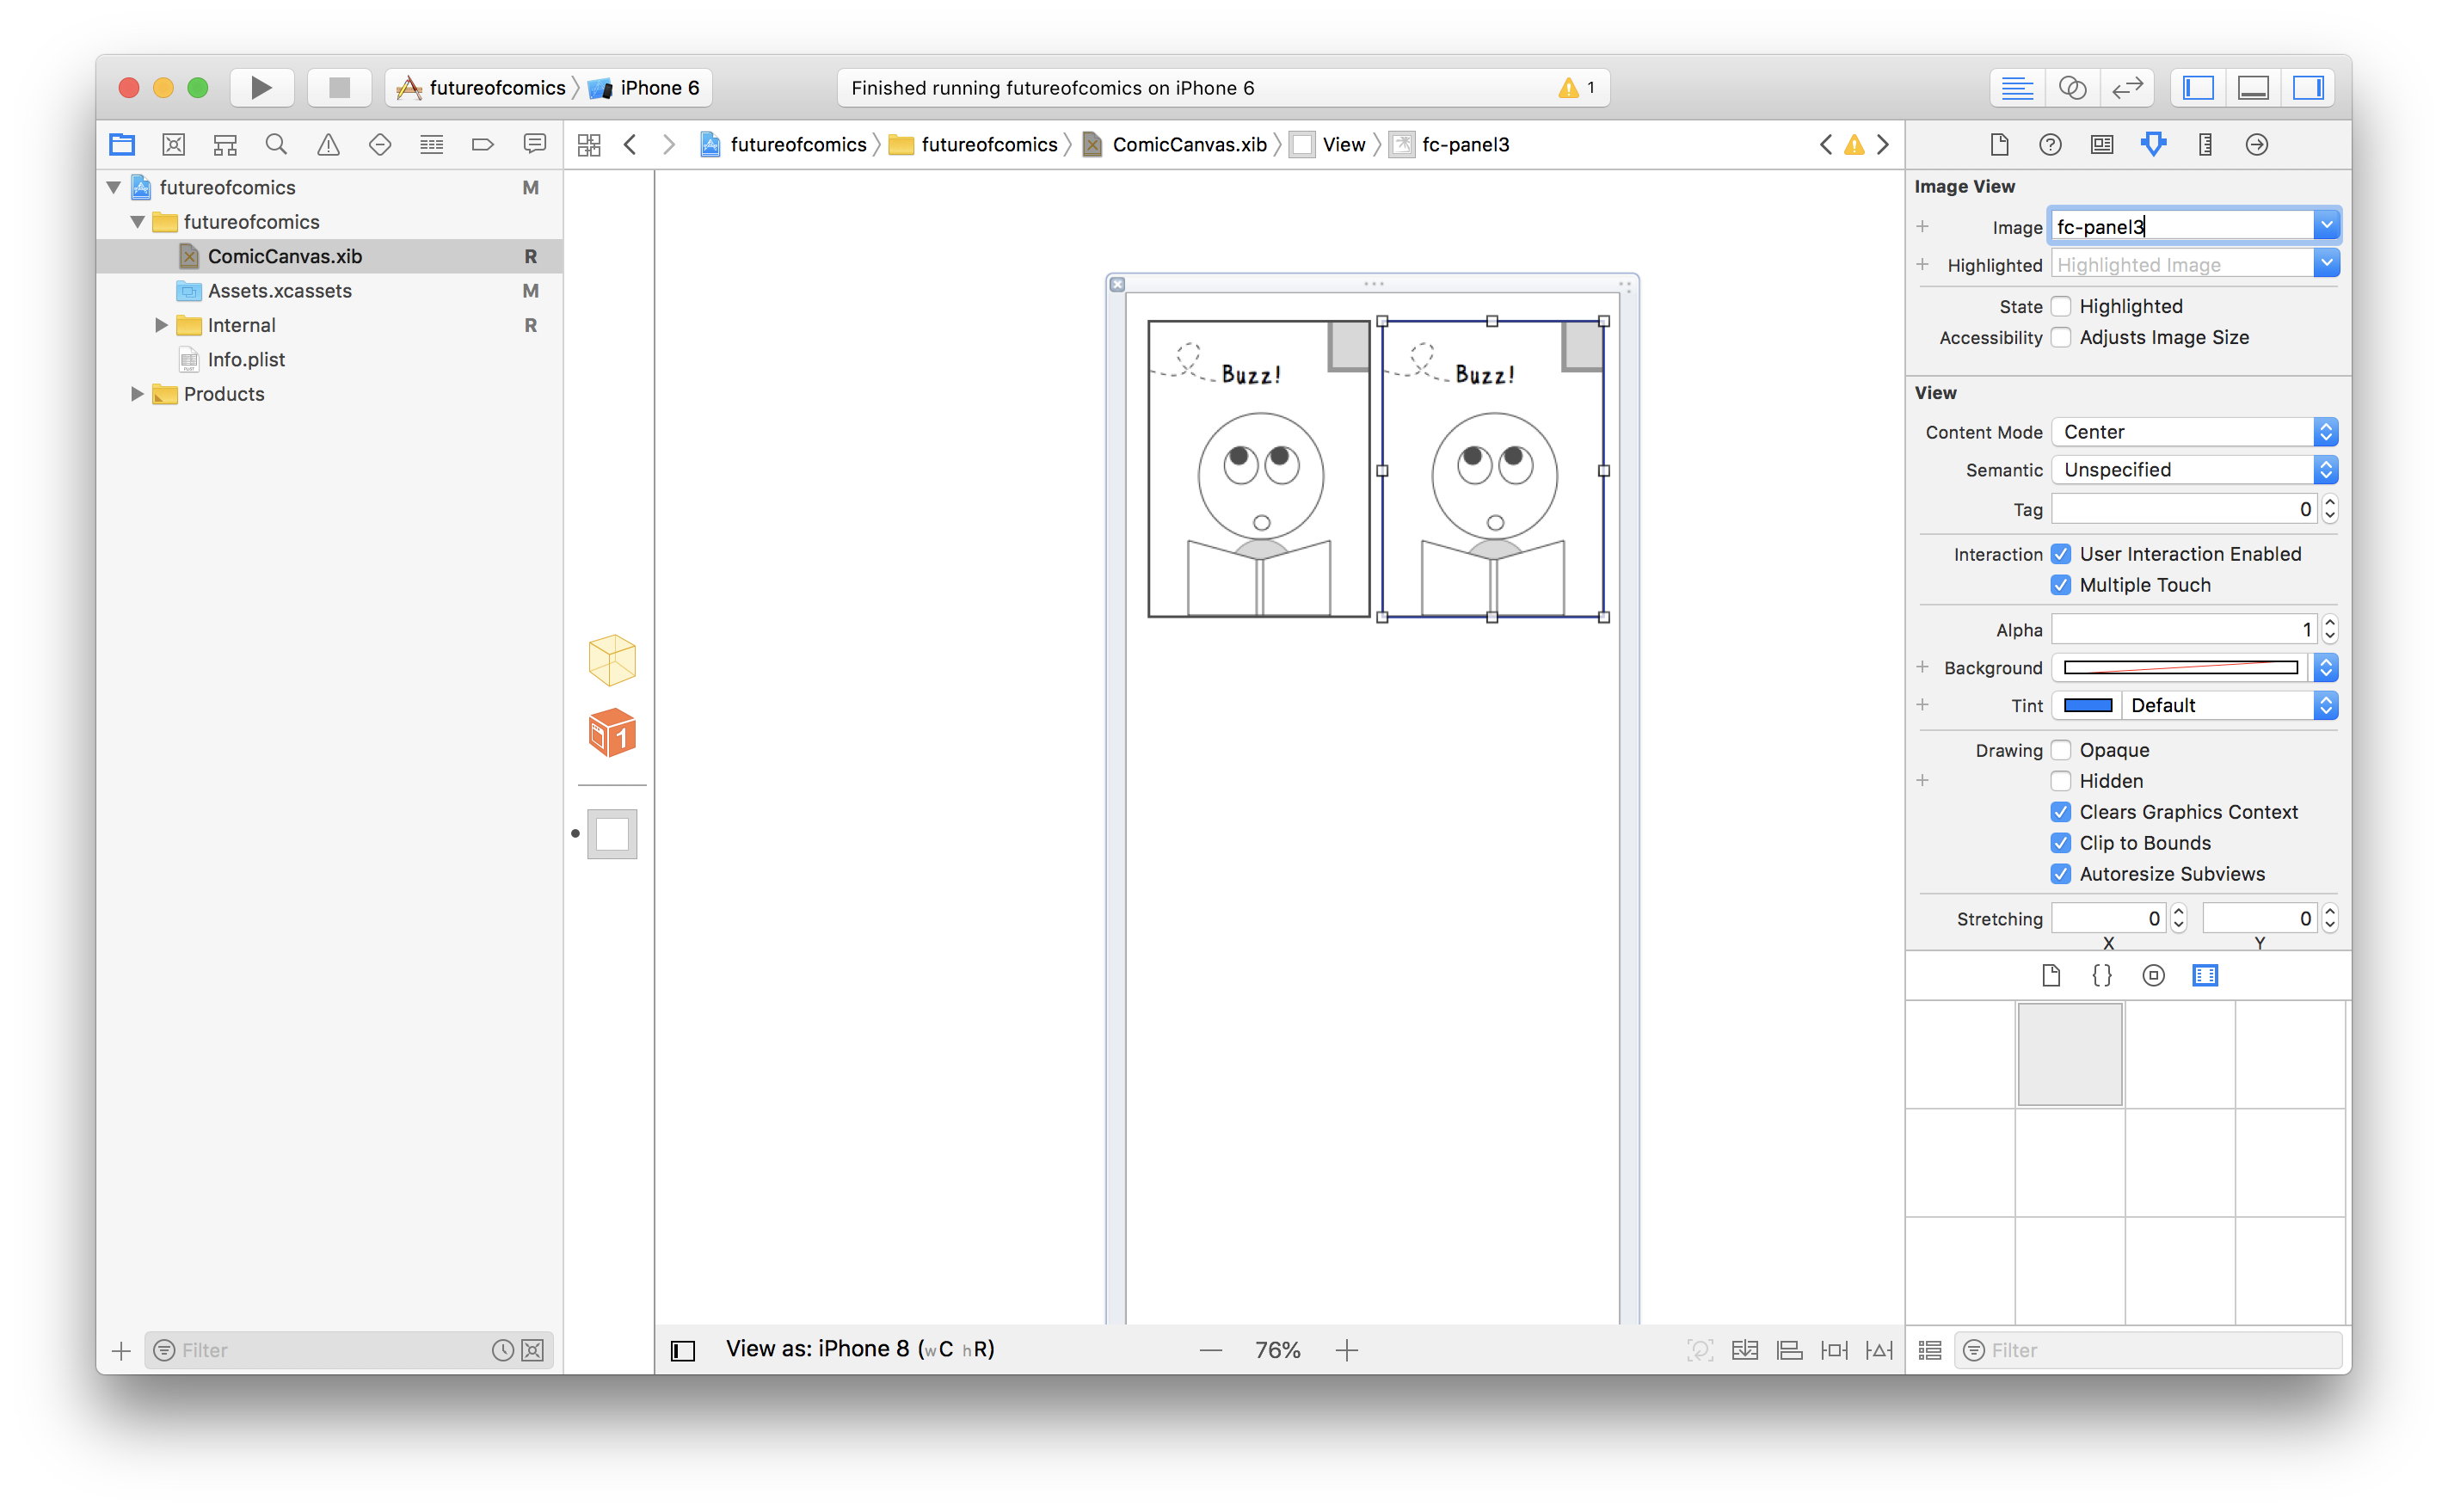 futureofcomics iPhone 6
Finished running futureofcomics on iPhone 6
1
futureofcomics futureofcomics ComicCanvas.xib View fc-panel3
futureofcomics M
futureofcomics
ComicCanvas.xib R
Assets.xcassets M
Internal R
Info.plist
Products
Filter
1
Buzz!
Buzz!
View as: iPhone 8 (wC hR)
76%
Image View
Image fc-panel3
Highlighted Highlighted Image
State Highlighted
Accessibility Adjusts Image Size
View
Content Mode Center
Semantic Unspecified
Tag 0
Interaction User Interaction Enabled
Multiple Touch
Alpha 1
Background
Tint Default
Drawing Opaque
Hidden
Clears Graphics Context
Clip to Bounds
Autoresize Subviews
Stretching 0 0
X Y
{}
Filter